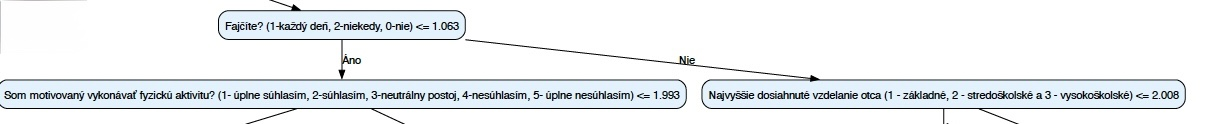 Fajčíte? (1-každý deň, 2-niekedy, 0-nie) <= 1.063
Áno
Nie
Som motivovaný vykonávať fyzickú aktivitu? (1- úplne súhlasím, 2-súhlasím, 3-neutrálny postoj, 4-nesúhlasím, 5- úplne nesúhlasím) <= 1.993
Najvyššie dosiahnuté vzdelanie otca (1 - základné, 2 - stredoškolské a 3 - vysokoškolské) <= 2.008